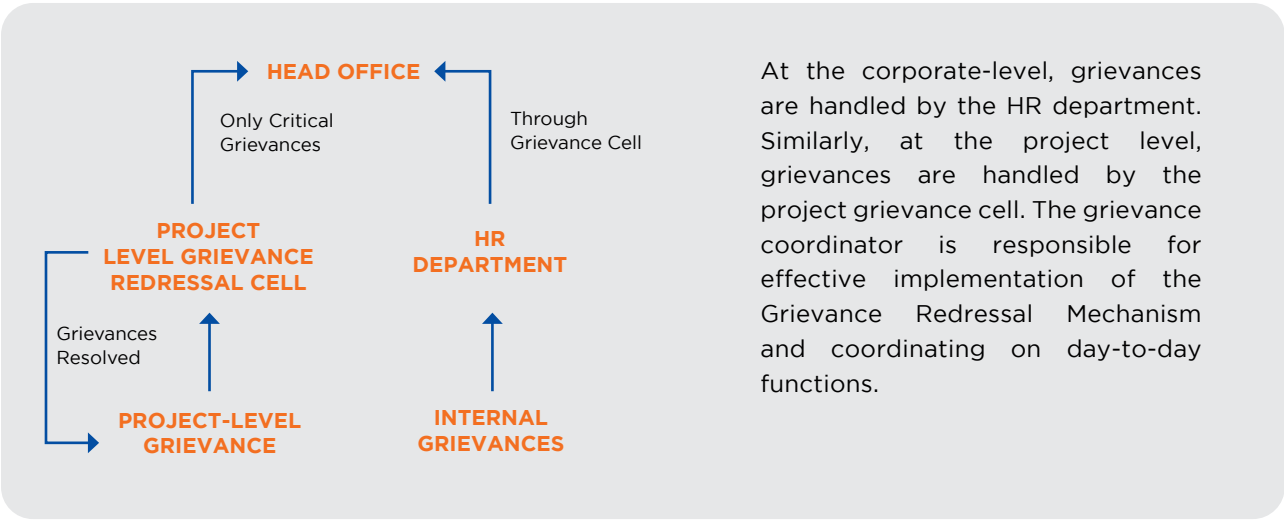 HEAD OFFICE
Only Critical
Grievances
Through
Grievance Cell
PROJECT
LEVEL GRIEVANCE
REDRESSAL CELL
HR
DEPARTMENT
Grievances
Resolved
PROJECT-LEVEL
GRIEVANCE
INTERNAL
GRIEVANCES
At the corporate-level, grievances
are handled by the HR department.
Similarly, at the project level,
grievances are handled by the
project grievance cell. The grievance
coordinator is responsible for
effective implementation of the
Grievance Redressal Mechanism
and coordinating on day-to-day
functions.